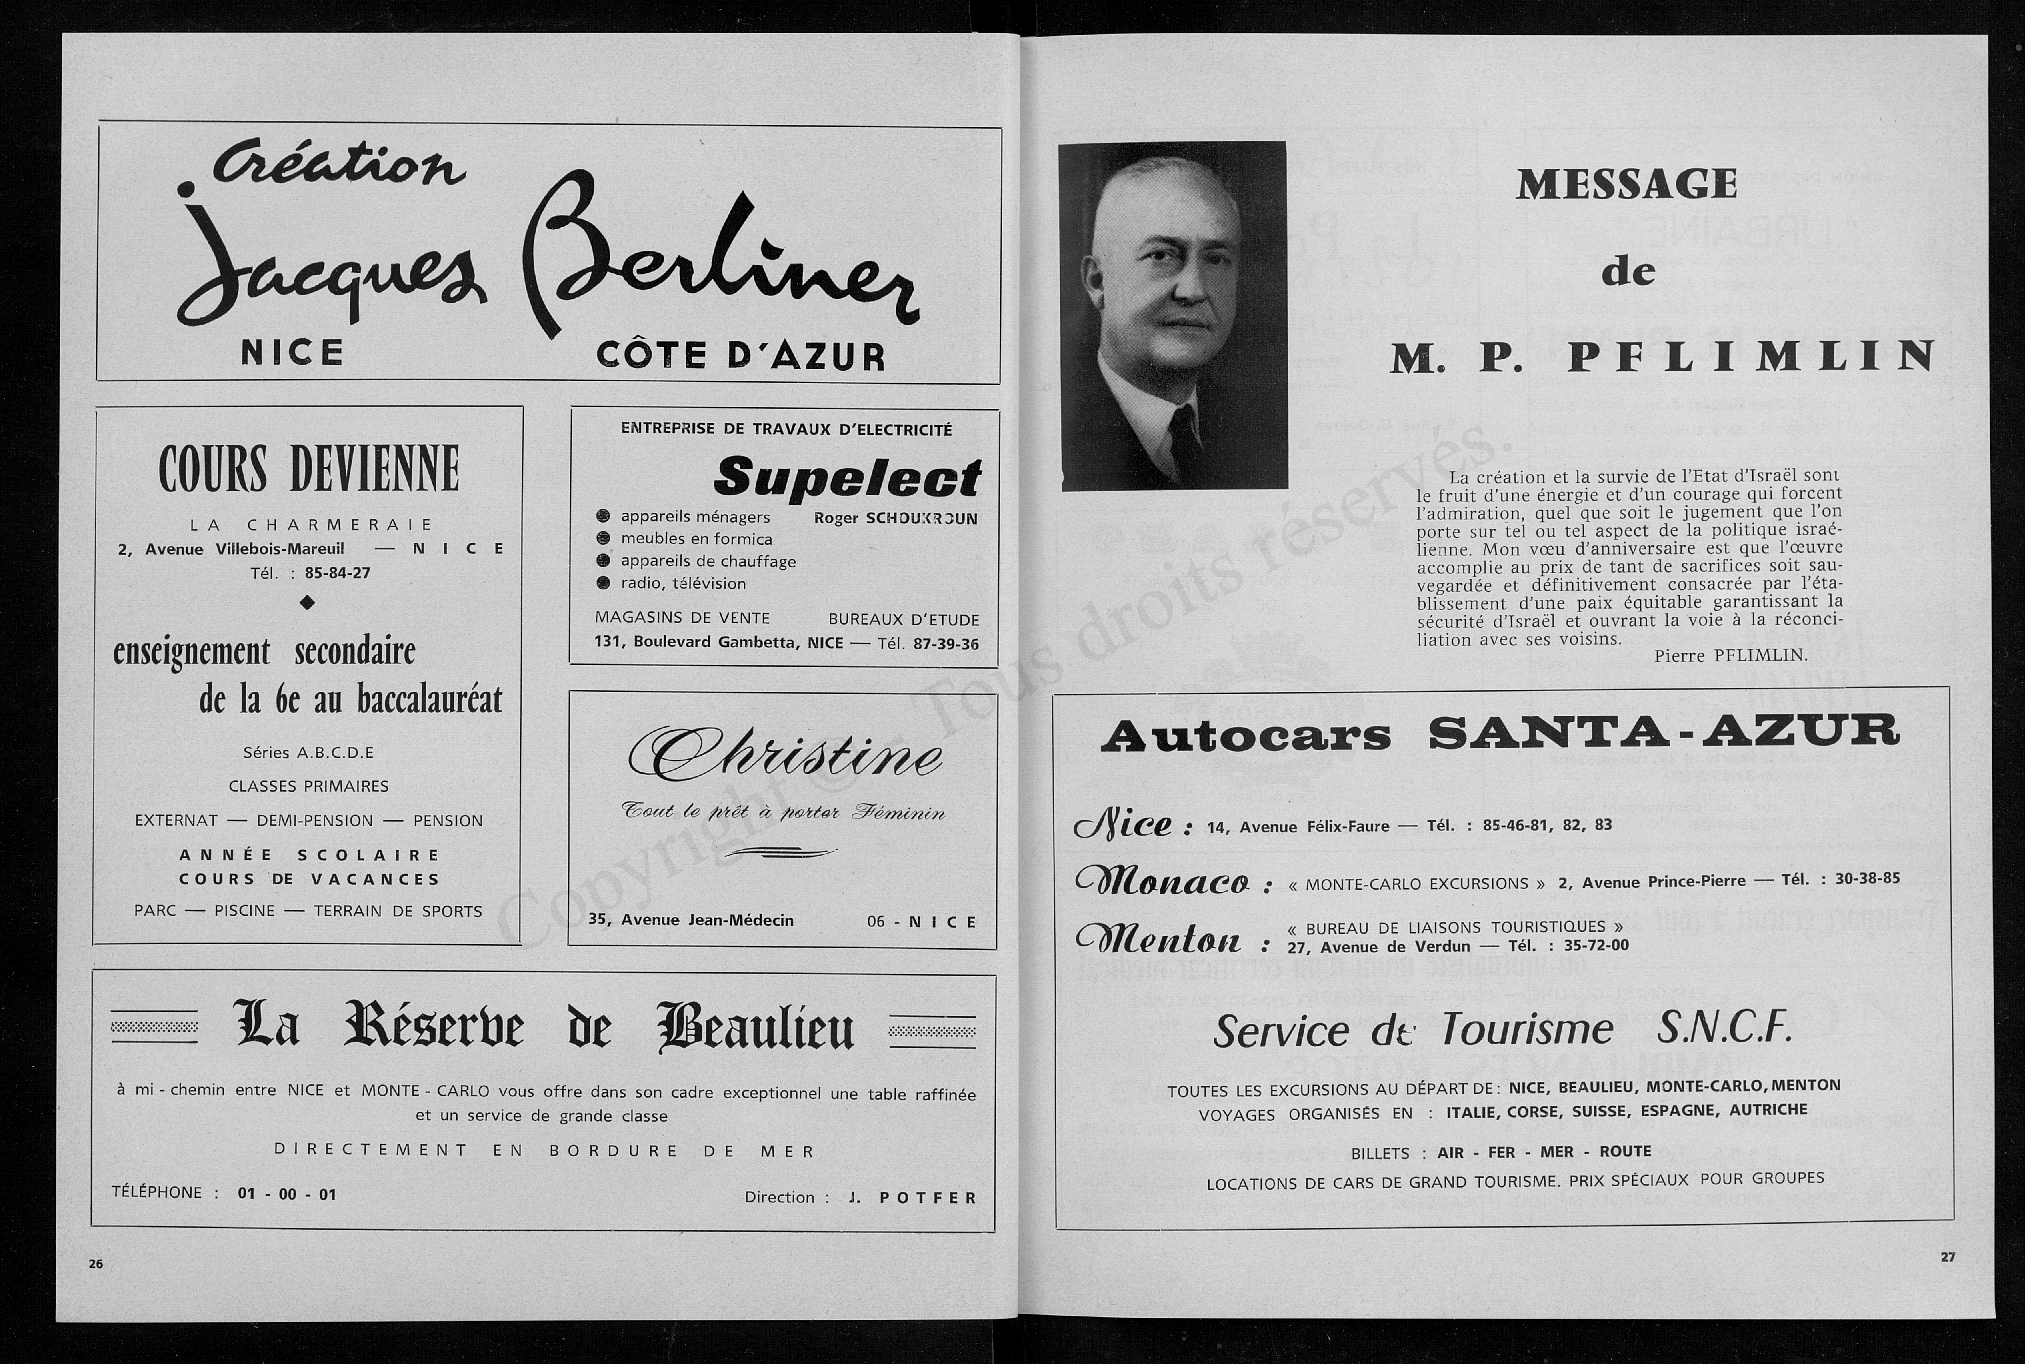 Création
Jacques Berliner
NICE CÔTE D'AZUR
COURS DEVIENNE
LA CHARMERAIE
2, Avenue Villebois-Mareuil — NICE
Tél. : 85-84-27
enseignement secondaire
de la 6e au baccalauréat
Séries A.B.C.D.E
CLASSES PRIMAIRES
EXTERNAT — DEMI-PENSION — PENSION
ANNÉE SCOLAIRE
COURS DE VACANCES
PARC — PISCINE — TERRAIN DE SPORTS
ENTREPRISE DE TRAVAUX D'ELECTRICITÉ
Supelect
● appareils ménagers Roger SCHOUKROUN
● meubles en formica
● appareils de chauffage
● radio, télévision
MAGASINS DE VENTE BUREAUX D'ETUDE
131, Boulevard Gambetta, NICE — Tél. 87-39-36
Christine
Tout le prêt à porter Féminin
35, Avenue Jean-Médecin 06 - NICE
La Réserve de Beaulieu
à mi - chemin entre NICE et MONTE - CARLO vous offre dans son cadre exceptionnel une table raffinée
et un service de grande classe
DIRECTEMENT EN BORDURE DE MER
TÉLÉPHONE : 01 - 00 - 01 Direction : J. POTFER
26
MESSAGE
de
M. P. PFLIMLIN
La création et la survie de l'Etat d'Israël sont
le fruit d'une énergie et d'un courage qui forcent
l'admiration, quel que soit le jugement que l'on
porte sur tel ou tel aspect de la politique israé-
lienne. Mon vœu d'anniversaire est que l'œuvre
accomplie au prix de tant de sacrifices soit sau-
vegardée et définitivement consacrée par l'éta-
blissement d'une paix équitable garantissant la
sécurité d'Israël et ouvrant la voie à la réconci-
liation avec ses voisins.
Pierre PFLIMLIN.
Autocars SANTA-AZUR
Nice : 14, Avenue Félix-Faure — Tél. : 85-46-81, 82, 83
Monaco : « MONTE-CARLO EXCURSIONS » 2, Avenue Prince-Pierre — Tél. : 30-38-85
Menton : « BUREAU DE LIAISONS TOURISTIQUES »
27, Avenue de Verdun — Tél. : 35-72-00
Service de Tourisme S.N.C.F.
TOUTES LES EXCURSIONS AU DÉPART DE : NICE, BEAULIEU, MONTE-CARLO, MENTON
VOYAGES ORGANISÉS EN : ITALIE, CORSE, SUISSE, ESPAGNE, AUTRICHE
BILLETS : AIR - FER - MER - ROUTE
LOCATIONS DE CARS DE GRAND TOURISME. PRIX SPÉCIAUX POUR GROUPES
27
Copyright © - Tous droits réservés.